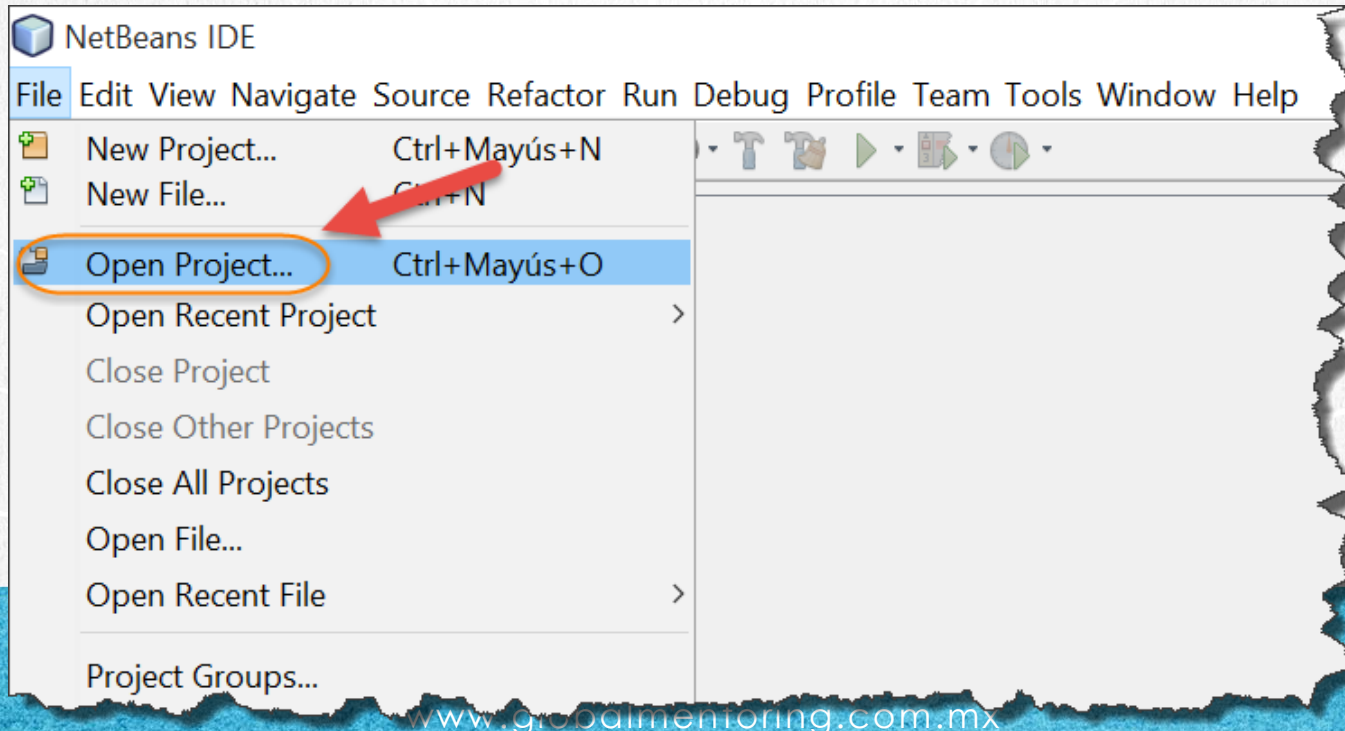 NetBeans IDE
File Edit View Navigate Source Refactor Run Debug Profile Team Tools Window Help
New Project... Ctrl+Mayús+N
New File... Ctrl+N
Open Project... Ctrl+Mayús+O
Open Recent Project
Close Project
Close Other Projects
Close All Projects
Open File...
Open Recent File
Project Groups...
www.globalmentoring.com.mx